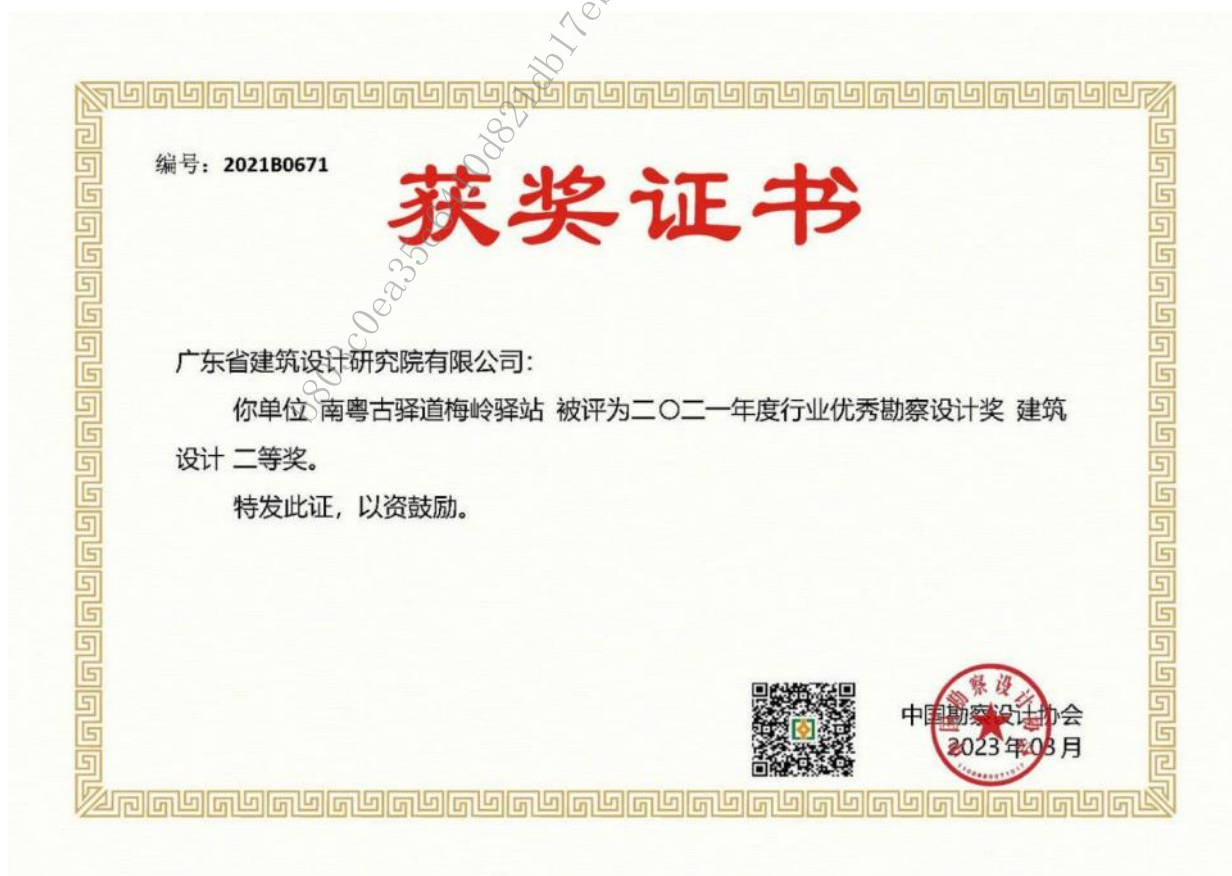 编号：2021B0671
获奖证书
广东省建筑设计研究院有限公司：
你单位 南粤古驿道梅岭驿站 被评为二〇二一年度行业优秀勘察设计奖 建筑
设计 二等奖。
特发此证，以资鼓励。
中国勘察设计协会
2023年03月